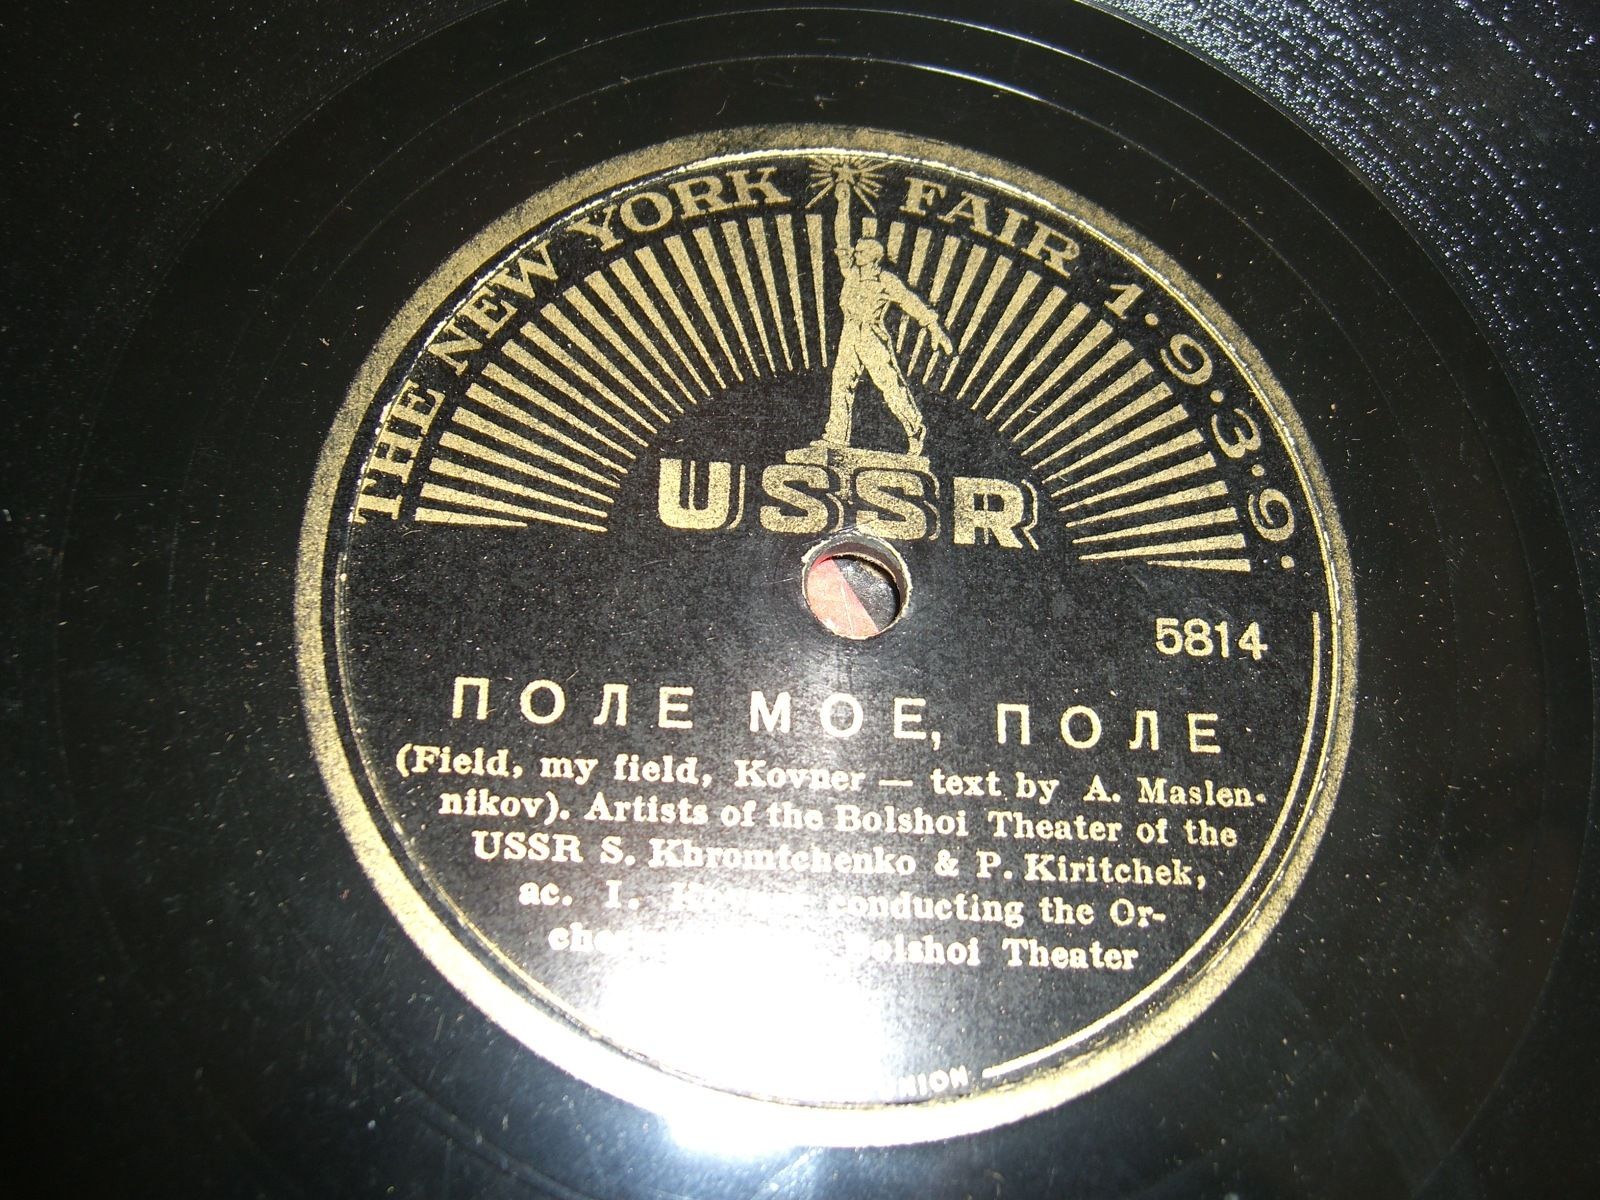 THE NEW YORK FAIR 1·9·3·9·
USSR
5814
ПОЛЕ МОЕ, ПОЛЕ
(Field, my field, Kovner — text by A. Maslen-
nikov). Artists of the Bolshoi Theater of the
USSR S. Khromtchenko & P. Kiritchek,
ac. I. conducting the Or-
Bolshoi Theater